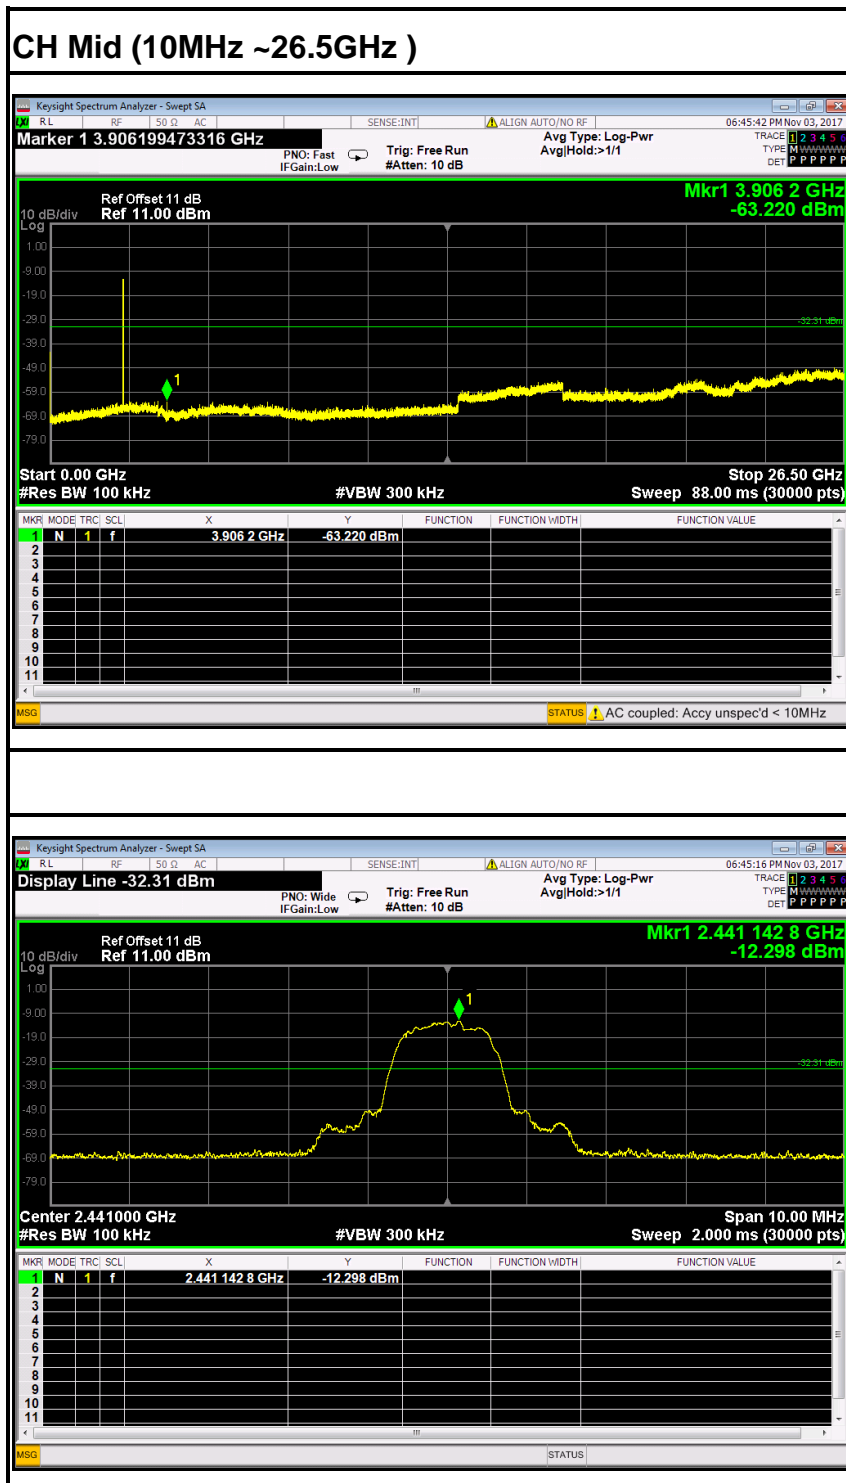 CH Mid (10MHz ~26.5GHz )
Keysight Spectrum Analyzer - Swept SA
LXI RL RF 50 Ω AC SENSE:INT ALIGN AUTO/NO RF 06:45:42 PM Nov 03, 2017
Marker 1 3.906199473316 GHz Avg Type: Log-Pwr TRACE 1 2 3 4 5 6
PNO: Fast Trig: Free Run Avg|Hold:>1/1 TYPE M WWWWW
IFGain:Low #Atten: 10 dB DET P P P P P P
Mkr1 3.906 2 GHz
Ref Offset 11 dB
10 dB/div Ref 11.00 dBm -63.220 dBm
Log
1.00
-9.00
-19.0
-29.0 -32.31 dBm
-39.0
-49.0
1
-59.0
-69.0
-79.0
Start 0.00 GHz Stop 26.50 GHz
#Res BW 100 kHz #VBW 300 kHz Sweep 88.00 ms (30000 pts)
MKR MODE TRC SCL X Y FUNCTION FUNCTION WIDTH FUNCTION VALUE
1 N 1 f 3.906 2 GHz -63.220 dBm
2
3
4
5
6
7
8
9
10
11
MSG STATUS AC coupled: Accy unspec'd < 10MHz
Keysight Spectrum Analyzer - Swept SA
LXI RL RF 50 Ω AC SENSE:INT ALIGN AUTO/NO RF 06:45:16 PM Nov 03, 2017
Display Line -32.31 dBm Avg Type: Log-Pwr TRACE 1 2 3 4 5 6
PNO: Wide Trig: Free Run Avg|Hold:>1/1 TYPE M WWWWW
IFGain:Low #Atten: 10 dB DET P P P P P P
Mkr1 2.441 142 8 GHz
Ref Offset 11 dB
10 dB/div Ref 11.00 dBm -12.298 dBm
Log
1.00
1
-9.00
-19.0
-29.0 -32.31 dBm
-39.0
-49.0
-59.0
-69.0
-79.0
Center 2.441000 GHz Span 10.00 MHz
#Res BW 100 kHz #VBW 300 kHz Sweep 2.000 ms (30000 pts)
MKR MODE TRC SCL X Y FUNCTION FUNCTION WIDTH FUNCTION VALUE
1 N 1 f 2.441 142 8 GHz -12.298 dBm
2
3
4
5
6
7
8
9
10
11
MSG STATUS